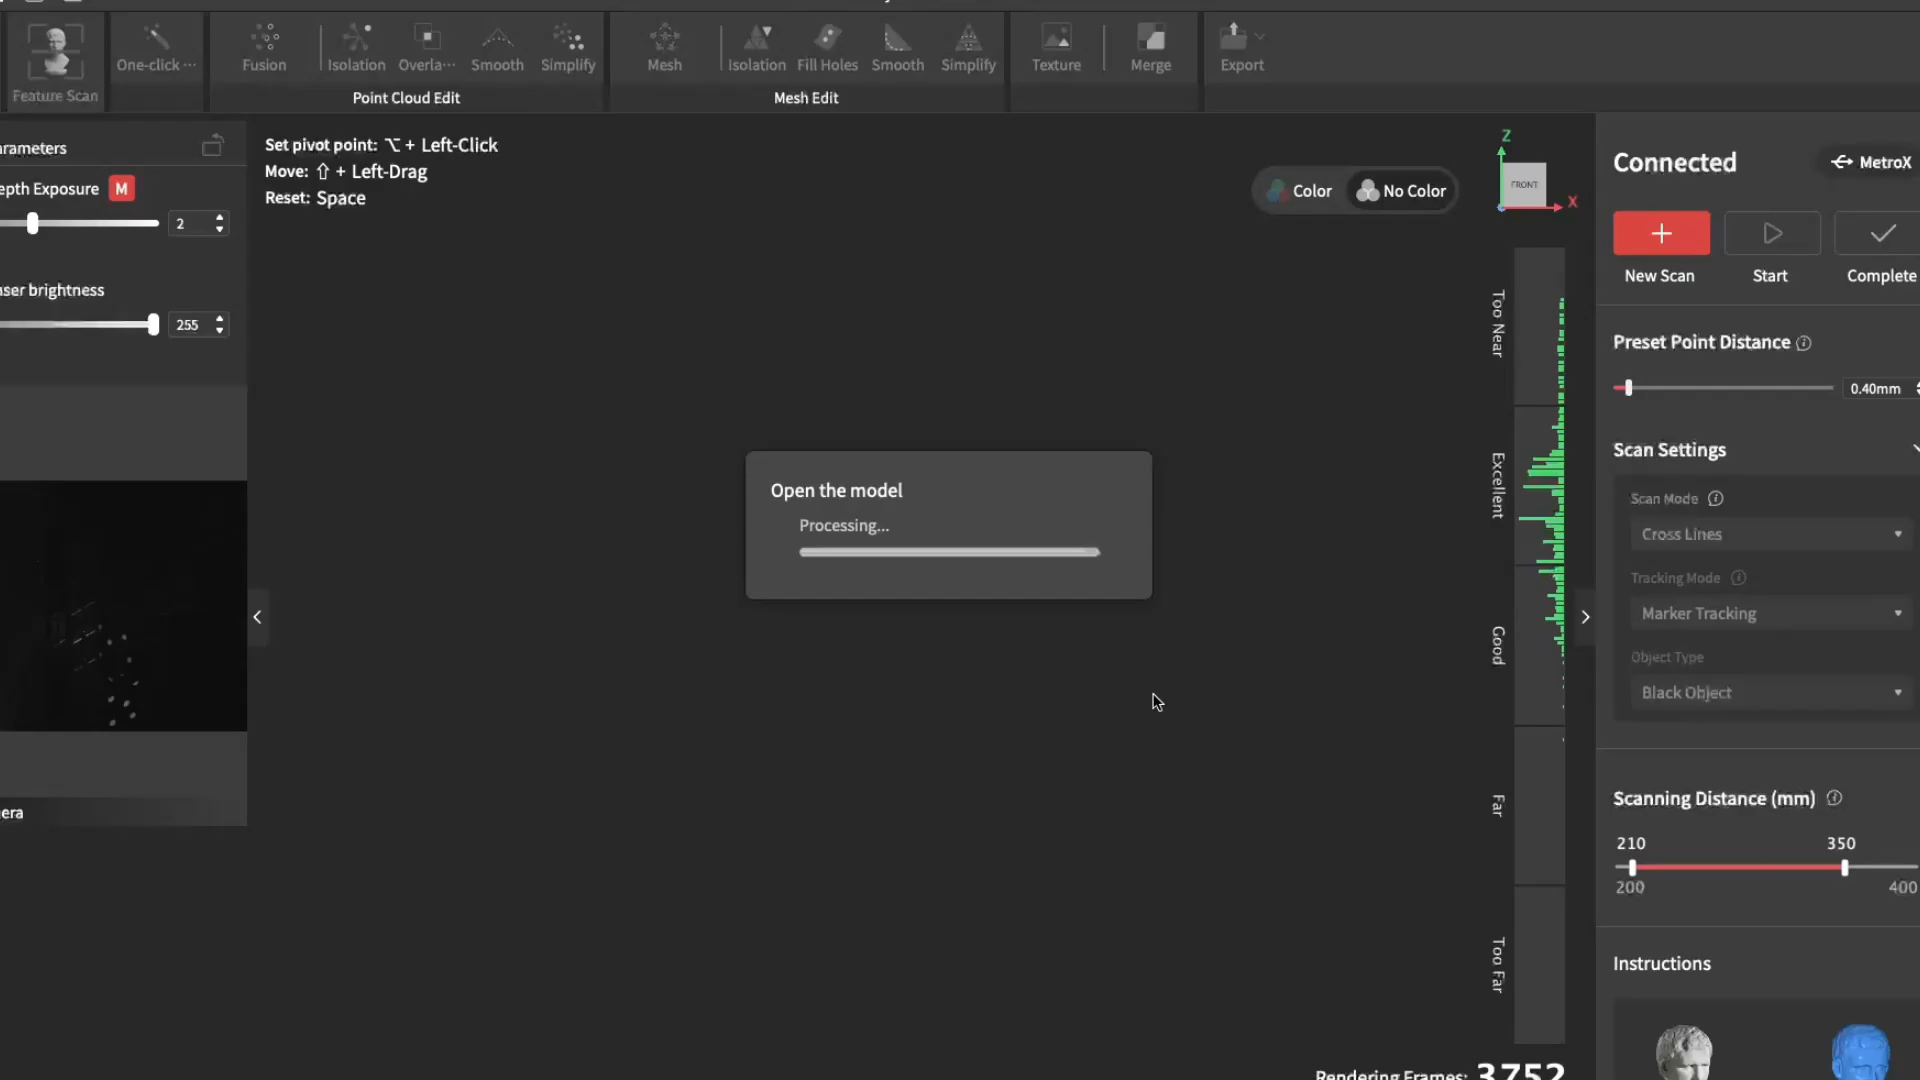 Feature Scan
One-click ···
Fusion
Isolation
Overla···
Smooth
Simplify
Point Cloud Edit
Mesh
Isolation
Fill Holes
Smooth
Simplify
Mesh Edit
Texture
Merge
Export
arameters
epth Exposure M
2
aser brightness
255
era
Set pivot point: ⌥ + Left-Click
Move: ⇧ + Left-Drag
Reset: Space
Color
No Color
Z
FRONT
X
Open the model
Processing...
Too Near
Excellent
Good
Far
Too Far
Rendering Frames: 3752
Connected
MetroX
New Scan
Start
Complete
Preset Point Distance
0.40mm
Scan Settings
Scan Mode
Cross Lines
Tracking Mode
Marker Tracking
Object Type
Black Object
Scanning Distance (mm)
210
350
200
400
Instructions